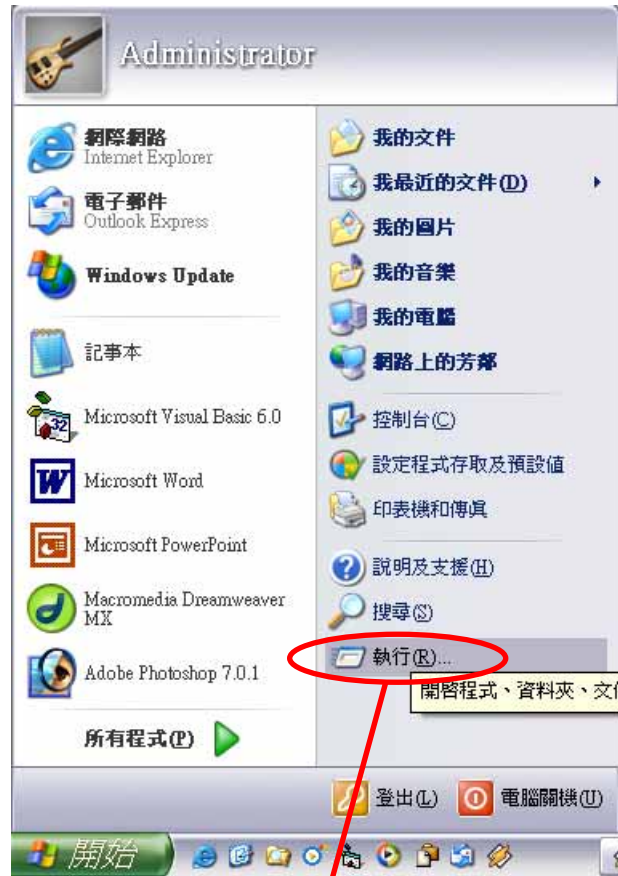 Administrator
網際網路
Internet Explorer
電子郵件
Outlook Express
Windows Update
記事本
Microsoft Visual Basic 6.0
Microsoft Word
Microsoft PowerPoint
Macromedia Dreamweaver
MX
Adobe Photoshop 7.0.1
所有程式(P)
我的文件
我最近的文件(D)
我的圖片
我的音樂
我的電腦
網路上的芳鄰
控制台(C)
設定程式存取及預設值
印表機和傳真
說明及支援(H)
搜尋(S)
執行(R)...
開啟程式、資料夾、文
登出(L)
電腦關機(U)
開始